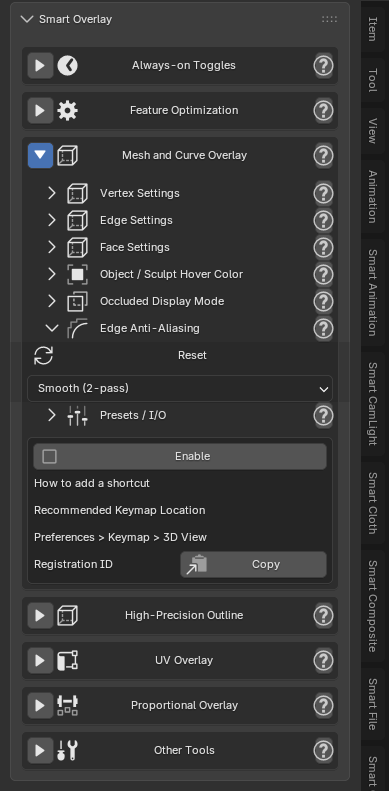 Smart Overlay
Always-on Toggles
Feature Optimization
Mesh and Curve Overlay
Vertex Settings
Edge Settings
Face Settings
Object / Sculpt Hover Color
Occluded Display Mode
Edge Anti-Aliasing
Reset
Smooth (2-pass)
Presets / I/O
Enable
How to add a shortcut
Recommended Keymap Location
Preferences > Keymap > 3D View
Registration ID
Copy
High-Precision Outline
UV Overlay
Proportional Overlay
Other Tools
Item
Tool
View
Animation
Smart Animation
Smart CamLight
Smart Cloth
Smart Composite
Smart File
Smart